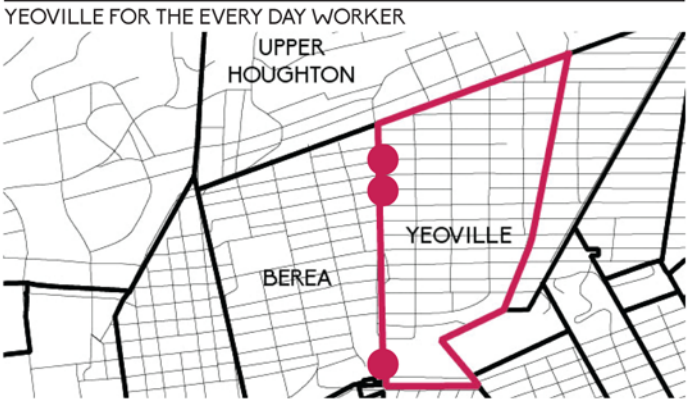 YEOVILLE FOR THE EVERY DAY WORKER
UPPER
HOUGHTON
YEOVILLE
BEREA